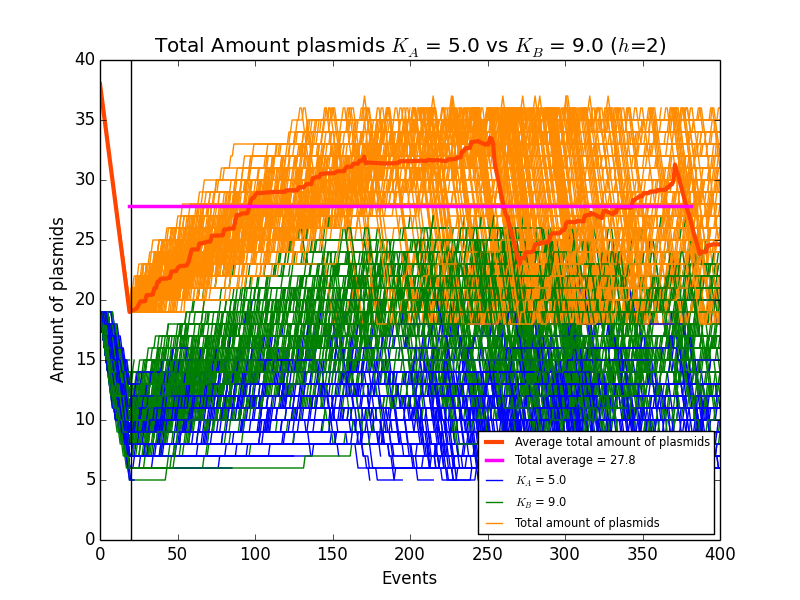 Total Amount plasmids K_A = 5.0 vs K_B = 9.0 (h=2)
40
35
30
25
20
15
10
5
0
Amount of plasmids
Average total amount of plasmids
Total average = 27.8
K_A = 5.0
K_B = 9.0
Total amount of plasmids
0 50 100 150 200 250 300 350 400
Events